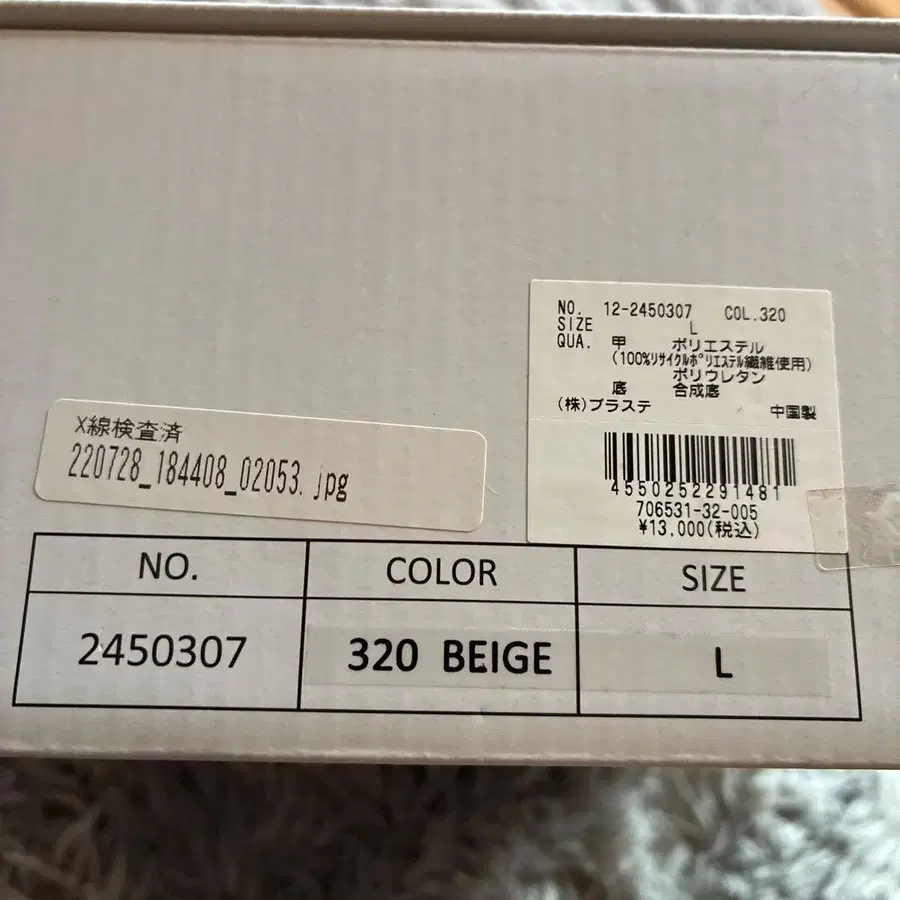 NO. 12-2450307 COL.320
SIZE L
QUA. 甲 ポリエステル
(100%リサイクルポリエステル繊維使用)
ポリウレタン
底 合成底
(株)プラステ 中国製
4550252291481
706531-32-005
¥13,000(税込)
X線検査済
220728_184408_02053.jpg
NO. COLOR SIZE
2450307 320 BEIGE L